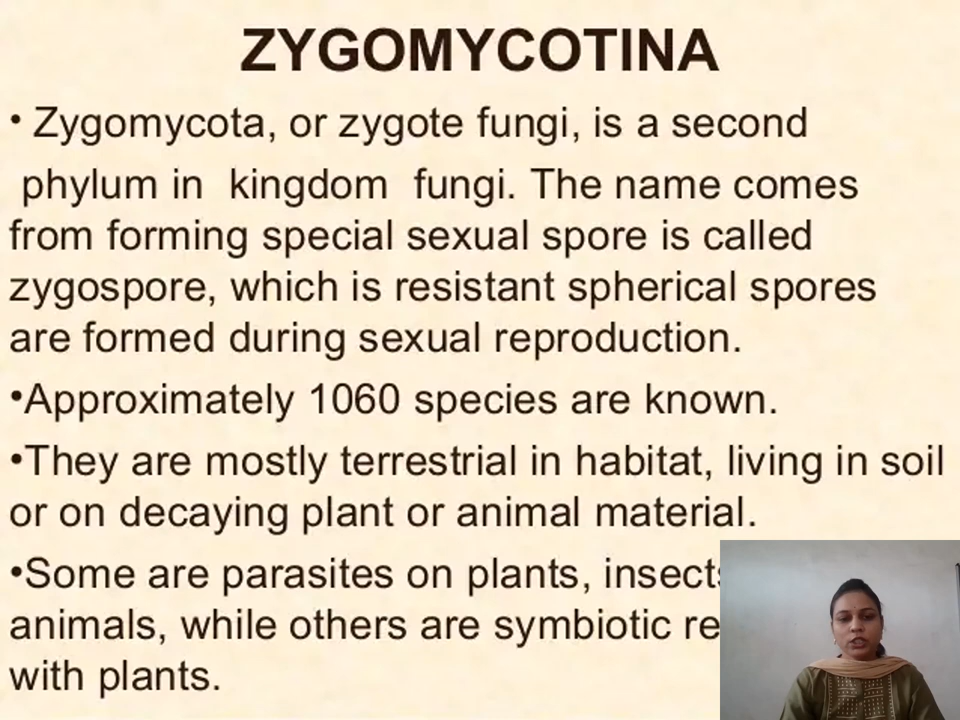 ZYGOMYCOTINA
• Zygomycota, or zygote fungi, is a second
phylum in kingdom fungi. The name comes
from forming special sexual spore is called
zygospore, which is resistant spherical spores
are formed during sexual reproduction.
•Approximately 1060 species are known.
•They are mostly terrestrial in habitat, living in soil
or on decaying plant or animal material.
•Some are parasites on plants, insects
animals, while others are symbiotic re
with plants.